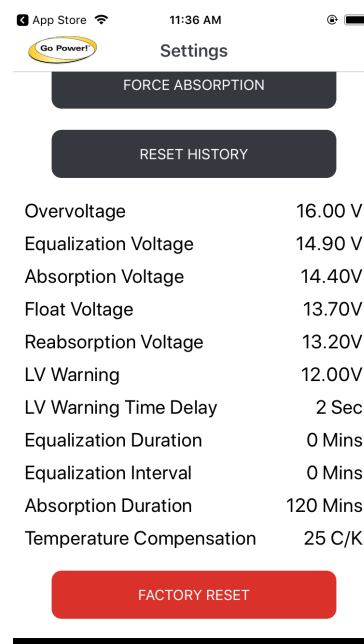 App Store 11:36 AM
Go Power!
Settings
FORCE ABSORPTION
RESET HISTORY
Overvoltage 16.00 V
Equalization Voltage 14.90 V
Absorption Voltage 14.40V
Float Voltage 13.70V
Reabsorption Voltage 13.20V
LV Warning 12.00V
LV Warning Time Delay 2 Sec
Equalization Duration 0 Mins
Equalization Interval 0 Mins
Absorption Duration 120 Mins
Temperature Compensation 25 C/K
FACTORY RESET